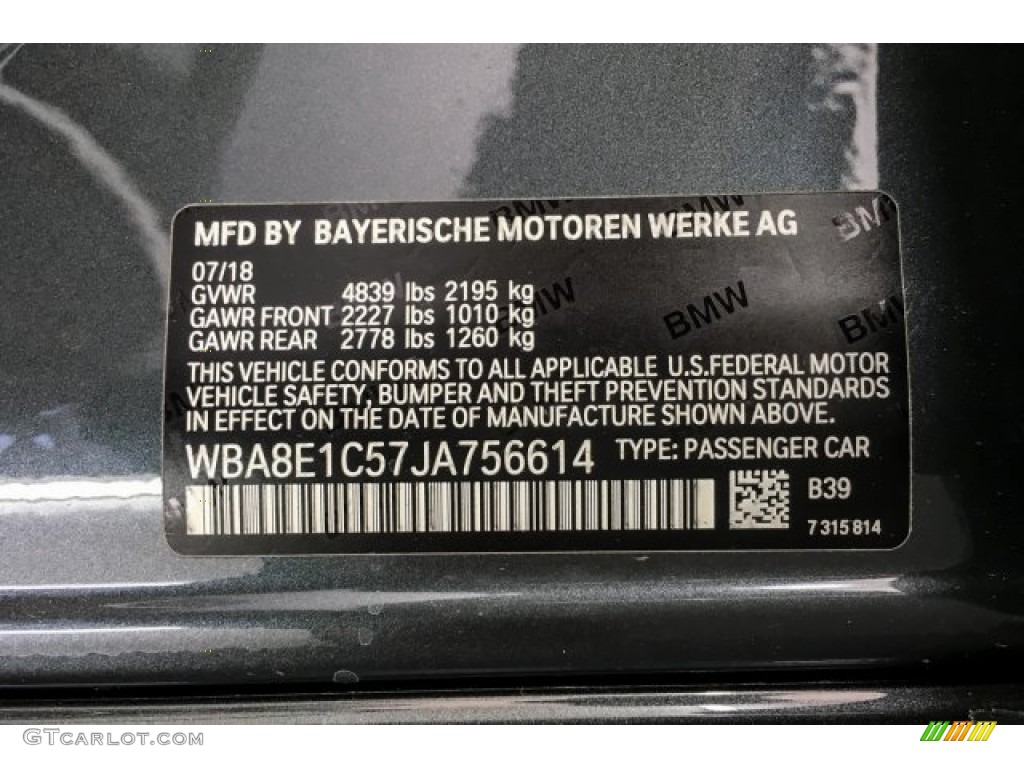 MFD BY BAYERISCHE MOTOREN WERKE AG
07/18
GVWR 4839 lbs 2195 kg
GAWR FRONT 2227 lbs 1010 kg
GAWR REAR 2778 lbs 1260 kg
THIS VEHICLE CONFORMS TO ALL APPLICABLE U.S.FEDERAL MOTOR
VEHICLE SAFETY, BUMPER AND THEFT PREVENTION STANDARDS
IN EFFECT ON THE DATE OF MANUFACTURE SHOWN ABOVE.
WBA8E1C57JA756614 TYPE: PASSENGER CAR
B39
7 315 814
BMW
BMW
BMW
BMW
BMW
GTCarLot.com